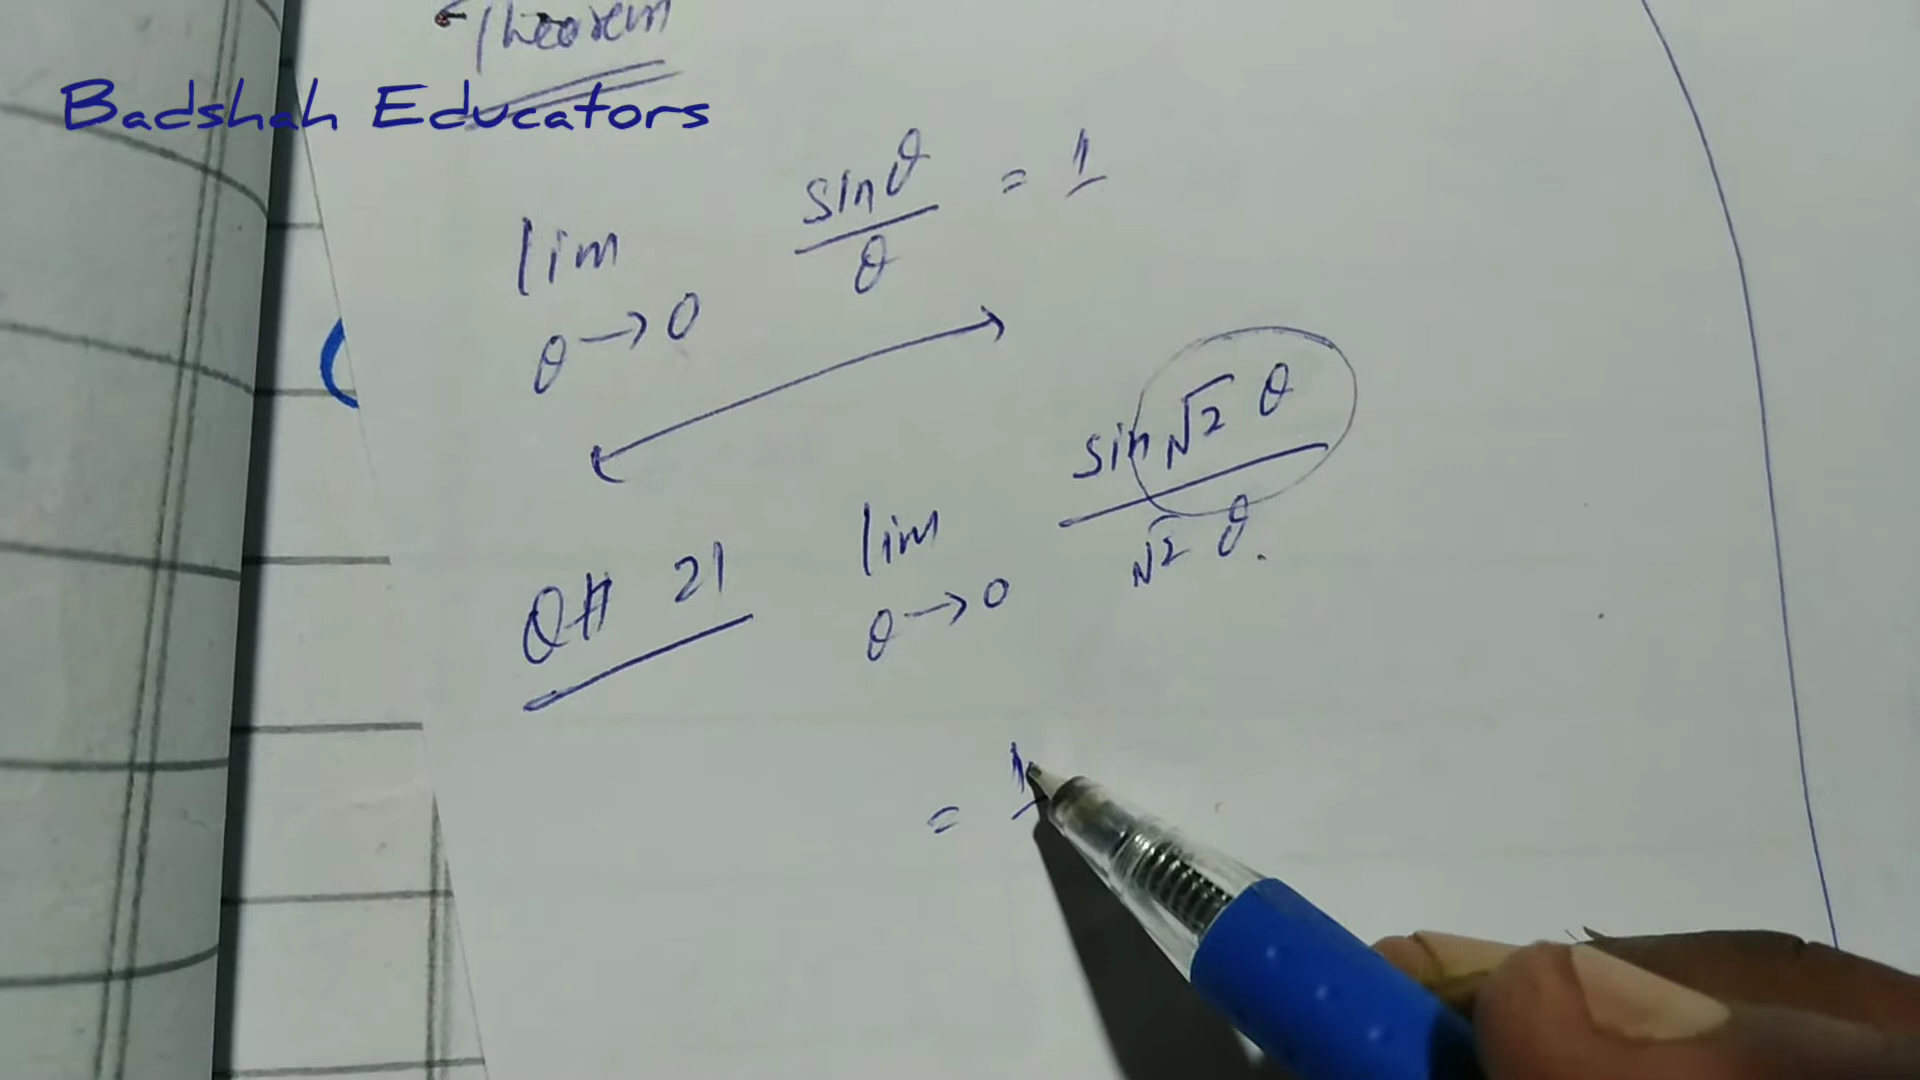 Theorem
Badshah Educators
lim θ→0 sinθ/θ = 1
Q# 21 lim θ→0 sin√2 θ/√2 θ.
= 1